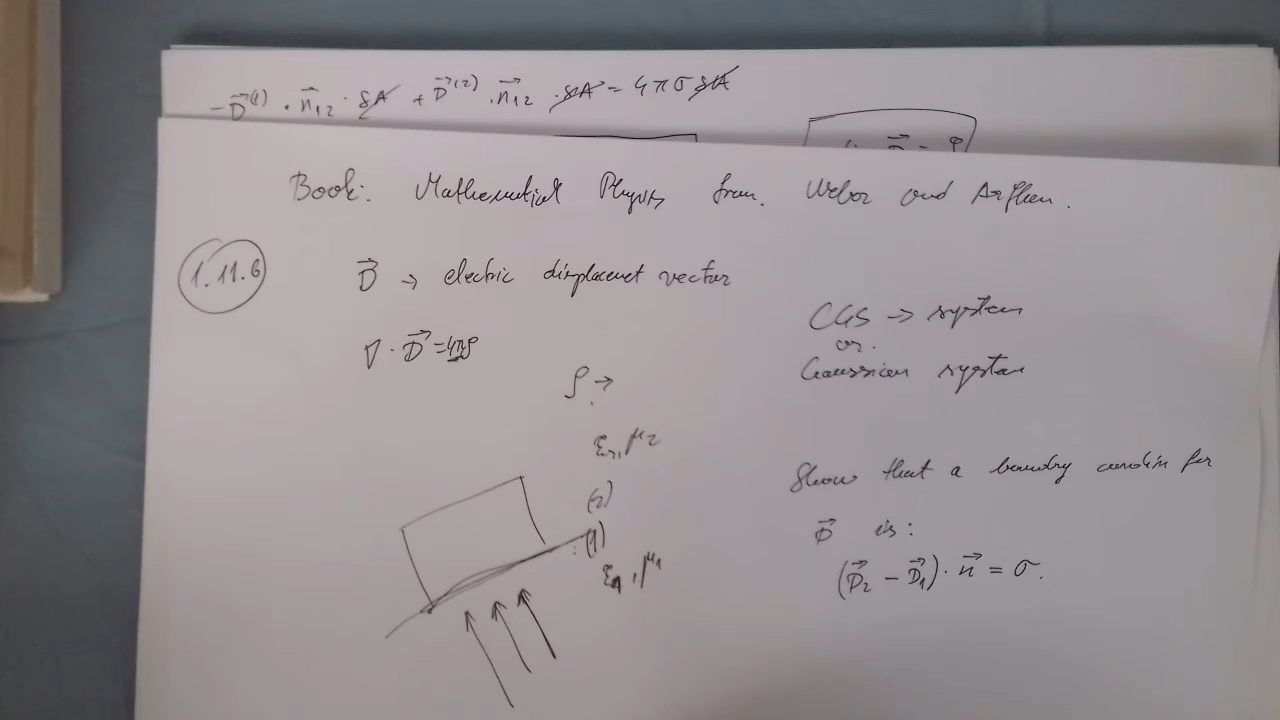 -D⃗⁽¹⁾ · n⃗₁₂ · δA + D⃗⁽²⁾ · n⃗₁₂ · δA = 4πσ δA
Book: Mathematical Physics from. Weber and Arfken.
1.11.6
D⃗ → electric displacement vector
∇ · D⃗ = 4πρ
CGS → system
or.
Gaussian system
ρ →
ε₂, μ₂
(2)
(1)
ε₁, μ₁
Show that a boundry condition for
D⃗ is:
(D⃗₂ - D⃗₁) · n⃗ = σ.